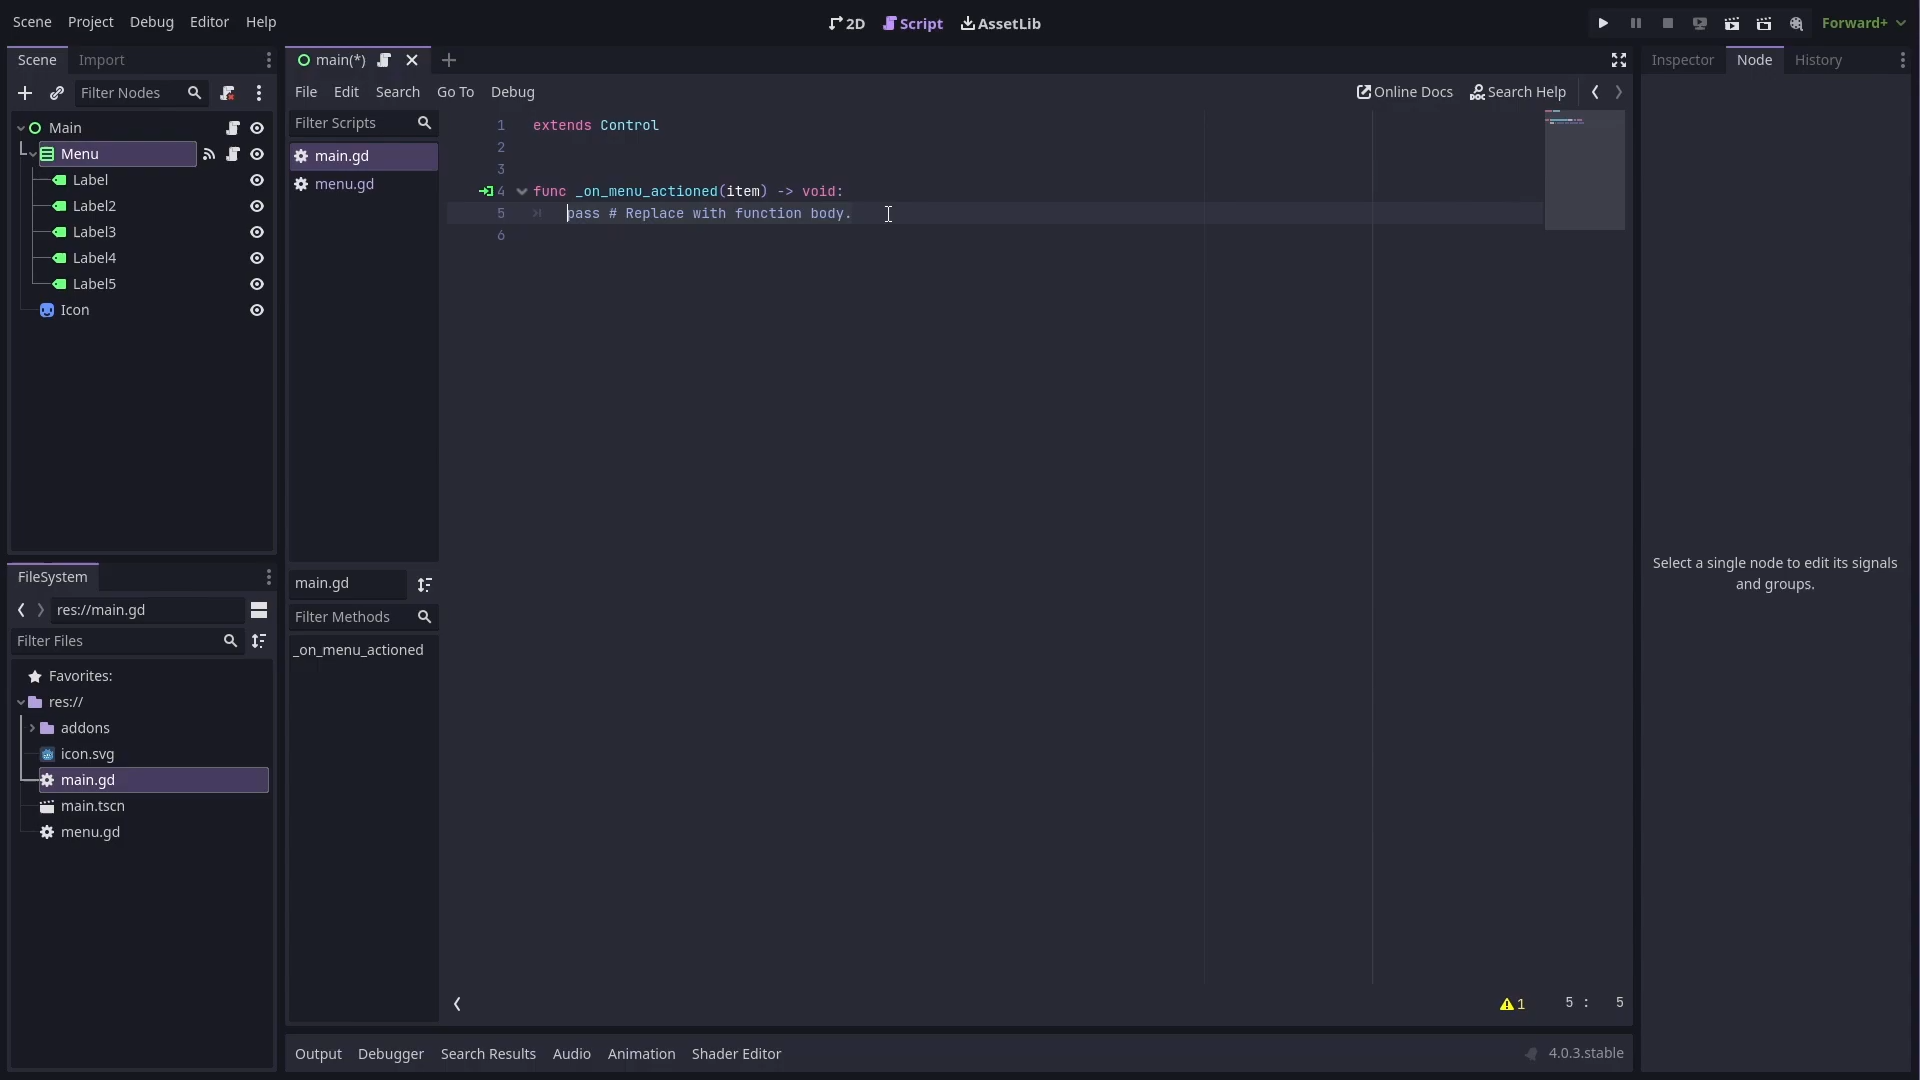 Scene Project Debug Editor Help
2D Script AssetLib
Forward+
Scene Import
Filter Nodes
Main
Menu
Label
Label2
Label3
Label4
Label5
Icon
FileSystem
res://main.gd
Filter Files
Favorites:
res://
addons
icon.svg
main.gd
main.tscn
menu.gd
main(*)
File Edit Search Go To Debug
Online Docs Search Help
Filter Scripts
main.gd
menu.gd
main.gd
Filter Methods
_on_menu_actioned
1 extends Control
2
3
4 func _on_menu_actioned(item) -> void:
5 pass # Replace with function body.
6
1 5 : 5
Output Debugger Search Results Audio Animation Shader Editor
4.0.3.stable
Inspector Node History
Select a single node to edit its signals
and groups.